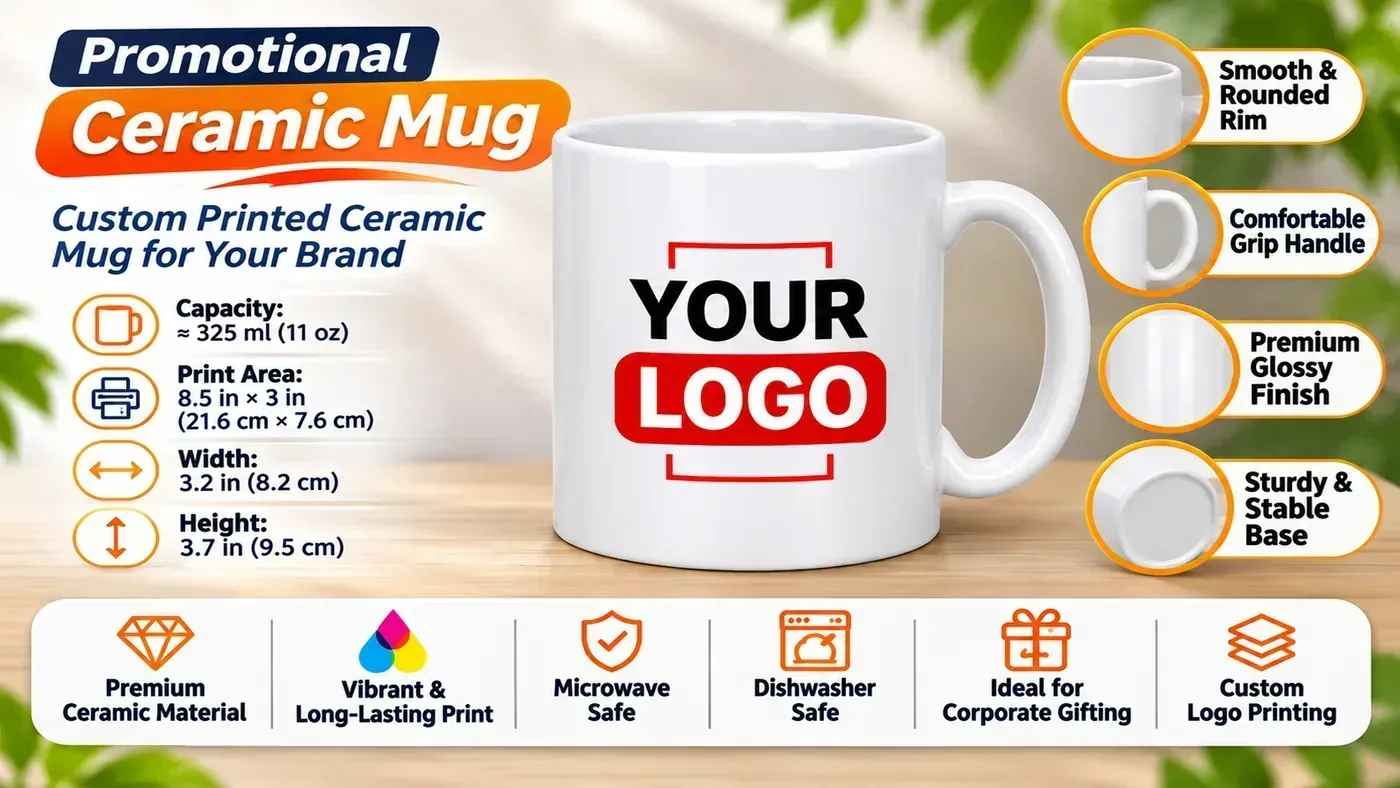 Promotional
Ceramic Mug
Custom Printed Ceramic
Mug for Your Brand
Capacity:
≈ 325 ml (11 oz)
Print Area:
8.5 in × 3 in
(21.6 cm × 7.6 cm)
Width:
3.2 in (8.2 cm)
Height:
3.7 in (9.5 cm)
YOUR
LOGO
Smooth &
Rounded
Rim
Comfortable
Grip Handle
Premium
Glossy
Finish
Sturdy &
Stable
Base
Premium
Ceramic Material
Vibrant &
Long-Lasting Print
Microwave
Safe
Dishwasher
Safe
Ideal for
Corporate Gifting
Custom
Logo Printing